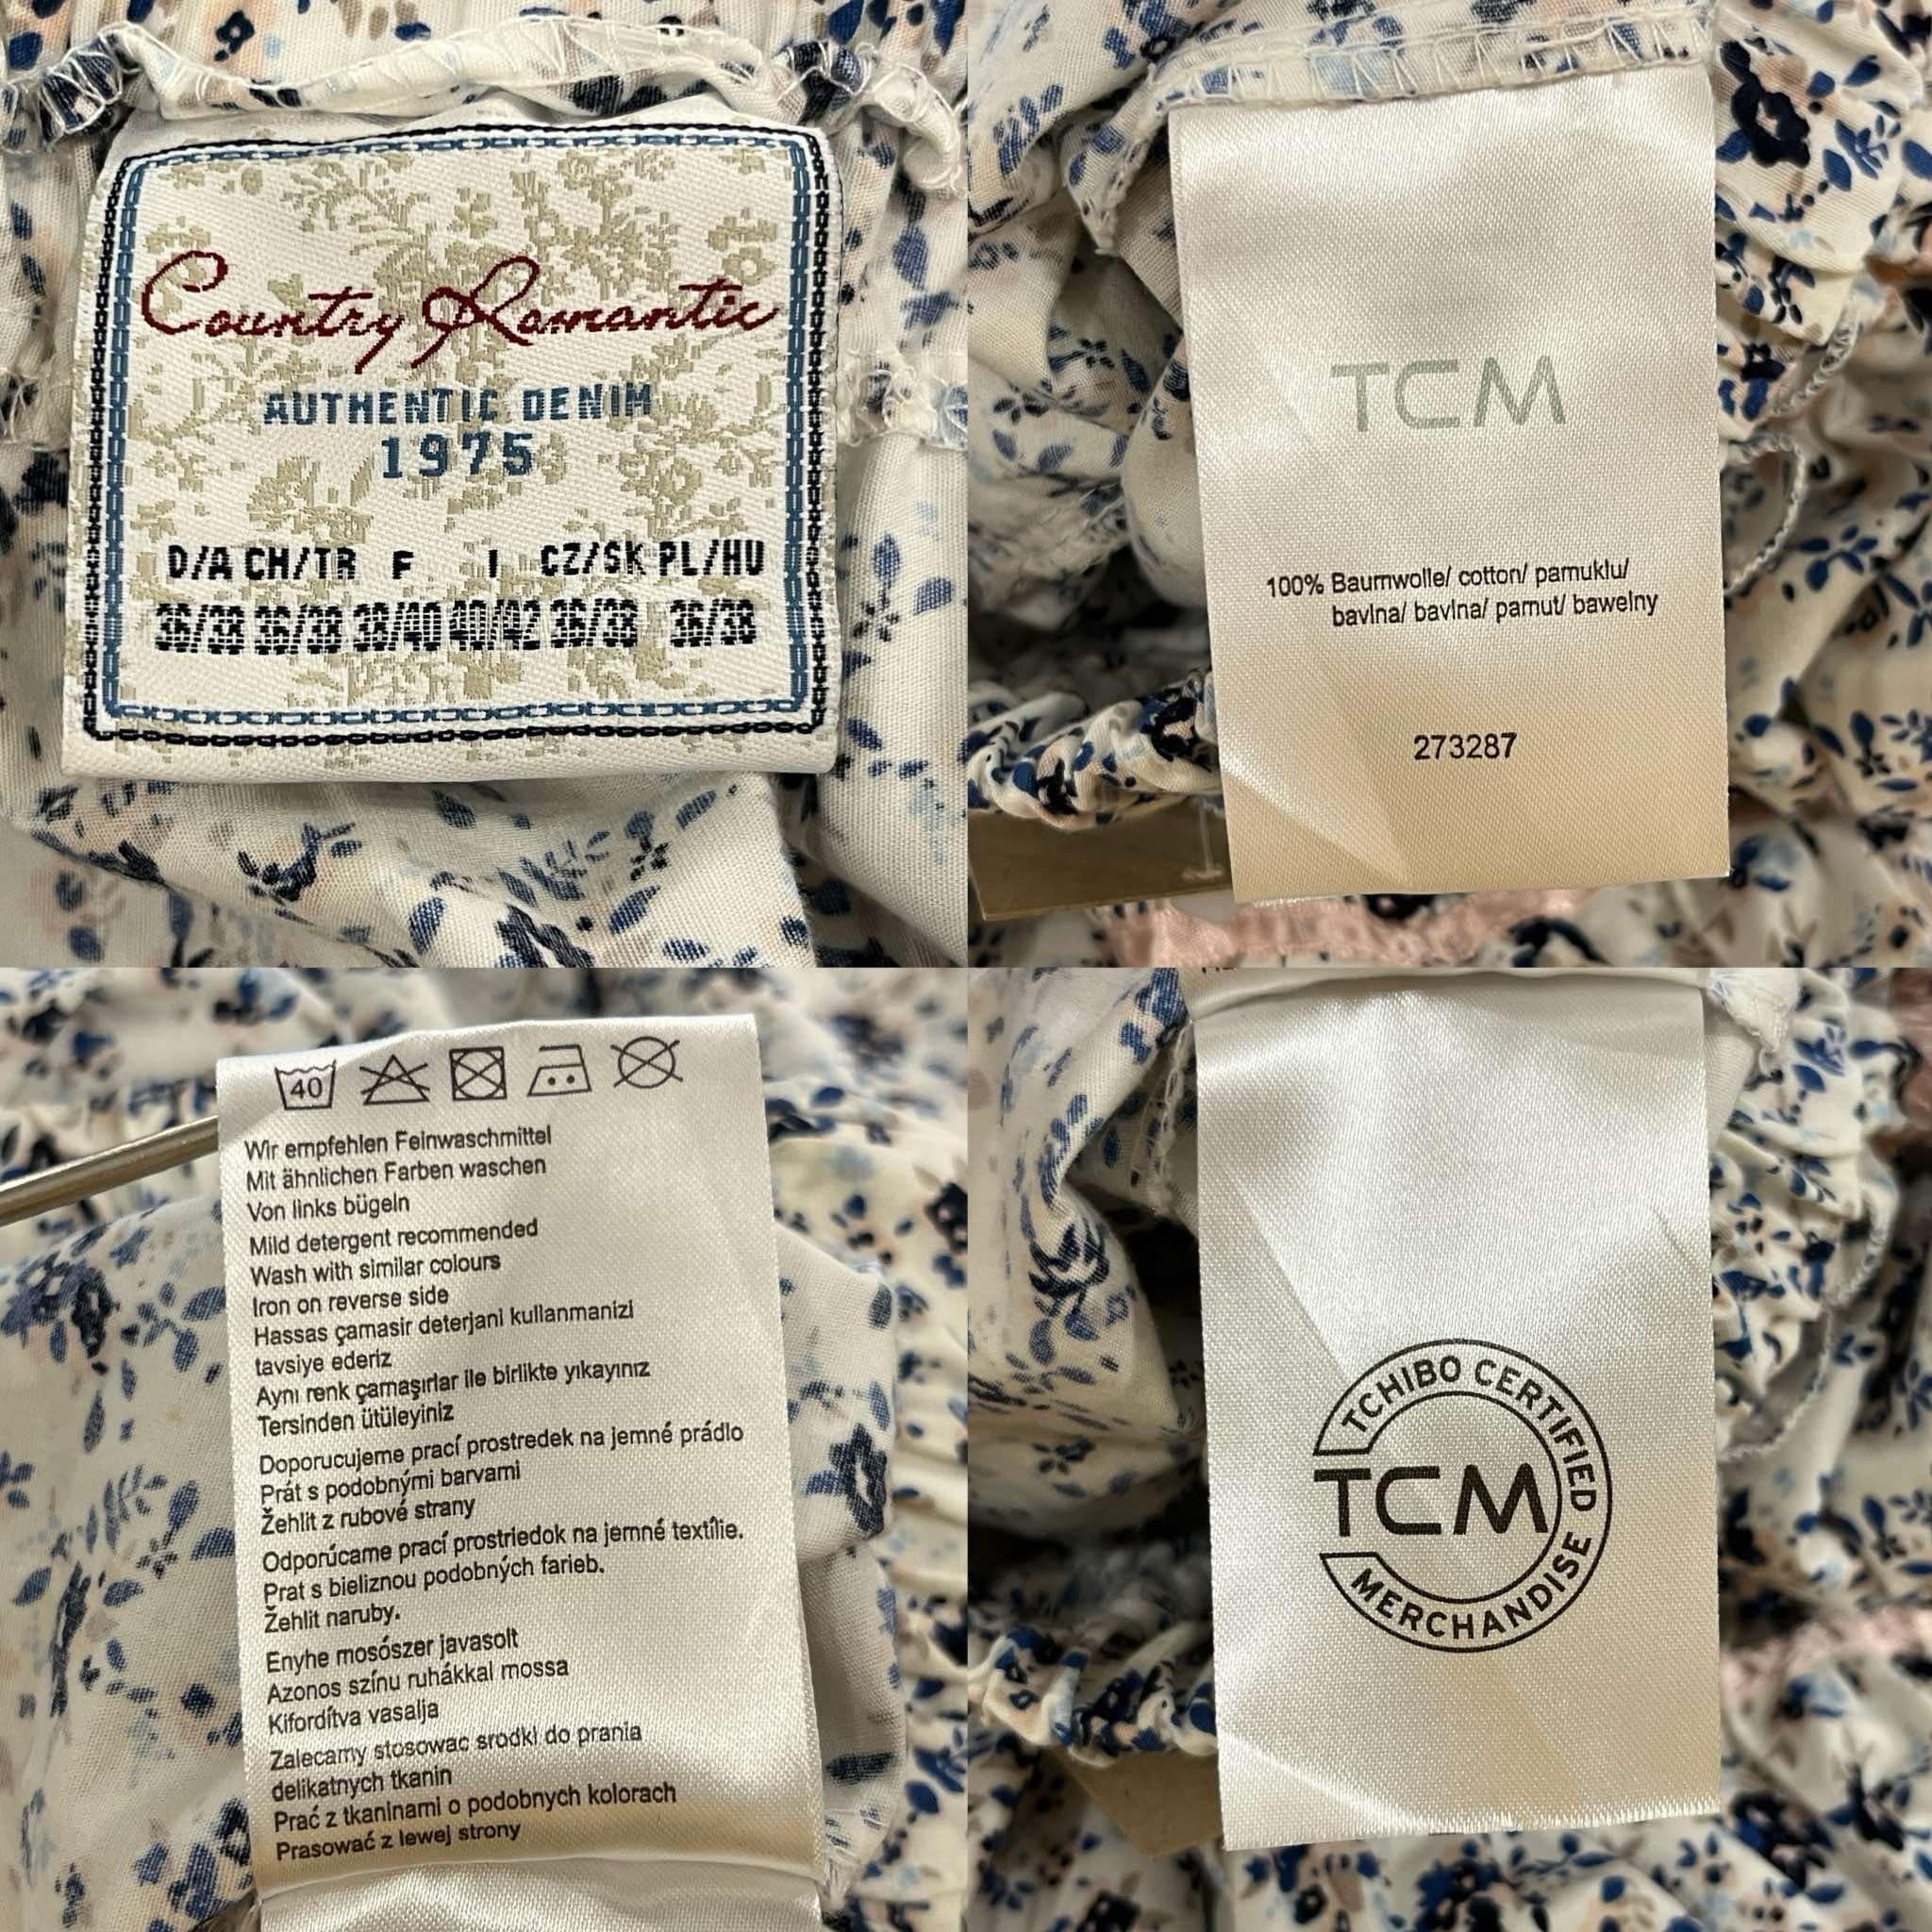 Country Romantic
AUTHENTIC DENIM
1975
D/A CH/TR F I CZ/SK PL/HU
36/38 36/38 38/40 40/42 36/38 36/38
TCM
100% Baumwolle/ cotton/ pamuklu/
bavlna/ bavlna/ pamut/ bawelny
273287
40
Wir empfehlen Feinwaschmittel
Mit ähnlichen Farben waschen
Von links bügeln
Mild detergent recommended
Wash with similar colours
Iron on reverse side
Hassas çamasir deterjani kullanmanizi
tavsiye ederiz
Aynı renk çamaşırlar ile birlikte yıkayınız
Tersinden ütüleyiniz
Doporucujeme prací prostredek na jemné prádlo
Prát s podobnými barvami
Žehlit z rubové strany
Odporúcame prací prostriedok na jemné textílie.
Prat s bieliznou podobných farieb.
Žehlit naruby.
Enyhe mosószer javasolt
Azonos színu ruhákkal mossa
Kifordítva vasalja
Zalecamy stosowac srodki do prania
delikatnych tkanin
Prać z tkaninami o podobnych kolorach
Prasować z lewej strony
TCHIBO CERTIFIED
TCM
MERCHANDISE